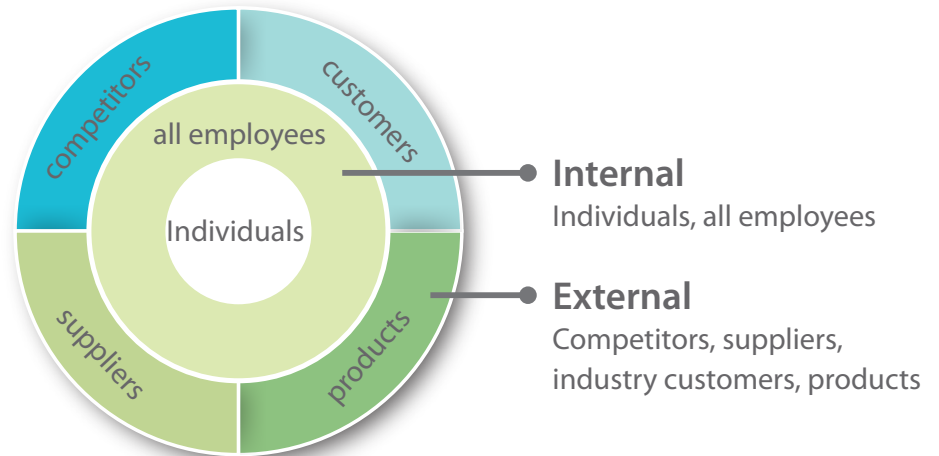 competitors
customers
all employees
Individuals
suppliers
products
Internal
Individuals, all employees
External
Competitors, suppliers,
industry customers, products